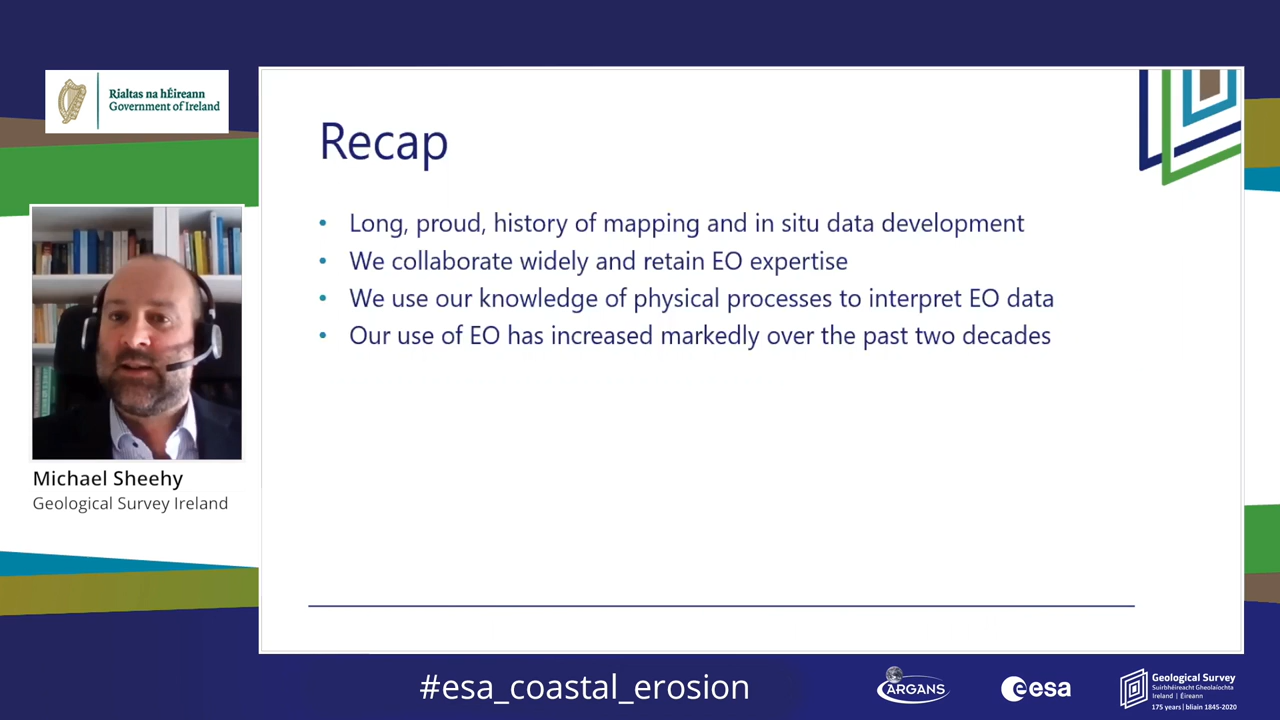 Rialtas na hÉireann
Government of Ireland
Recap
• Long, proud, history of mapping and in situ data development
• We collaborate widely and retain EO expertise
• We use our knowledge of physical processes to interpret EO data
• Our use of EO has increased markedly over the past two decades
Michael Sheehy
Geological Survey Ireland
#esa_coastal_erosion
ARGANS
esa
Geological Survey
Suirbhéireacht Gheolaíochta
Ireland | Éireann
175 years | bliain 1845-2020